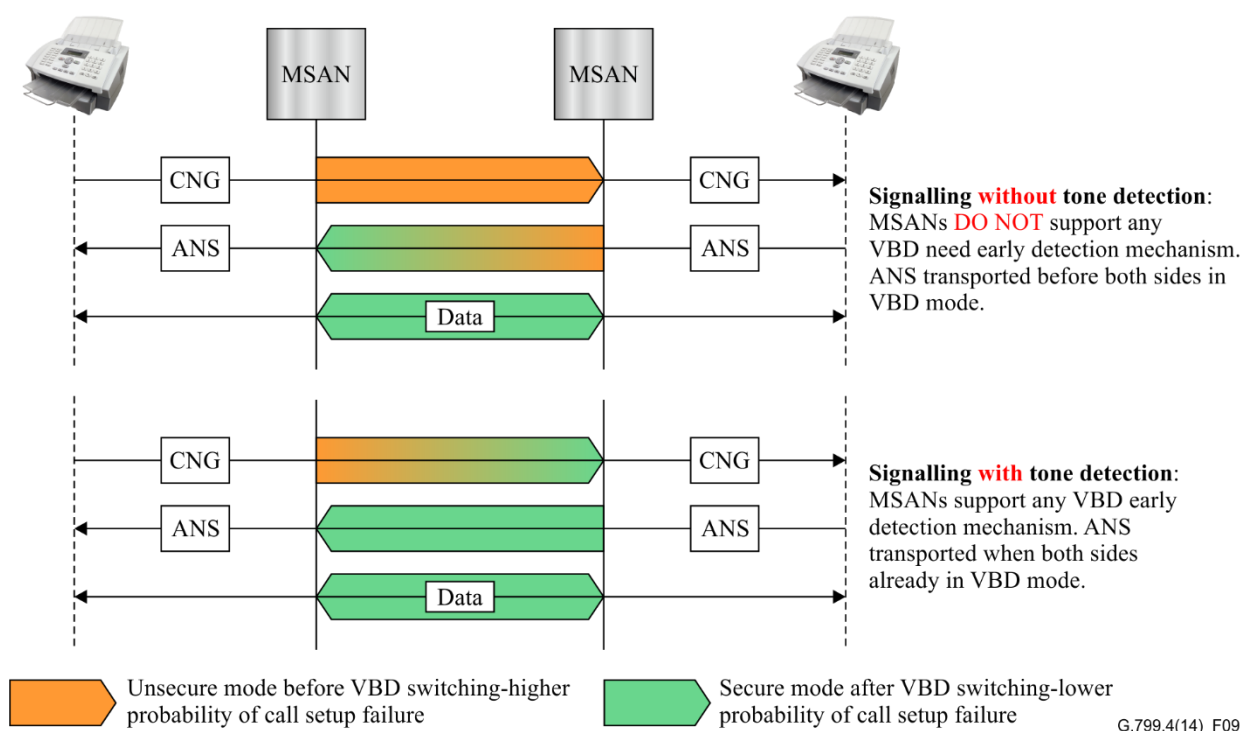 MSAN
MSAN
CNG
CNG
ANS
ANS
Data
Signalling without tone detection:
MSANs DO NOT support any
VBD need early detection mechanism.
ANS transported before both sides in
VBD mode.
CNG
CNG
ANS
ANS
Data
Signalling with tone detection:
MSANs support any VBD early
detection mechanism. ANS
transported when both sides
already in VBD mode.
Unsecure mode before VBD switching-higher
probability of call setup failure
Secure mode after VBD switching-lower
probability of call setup failure
G.799.4(14)_F09